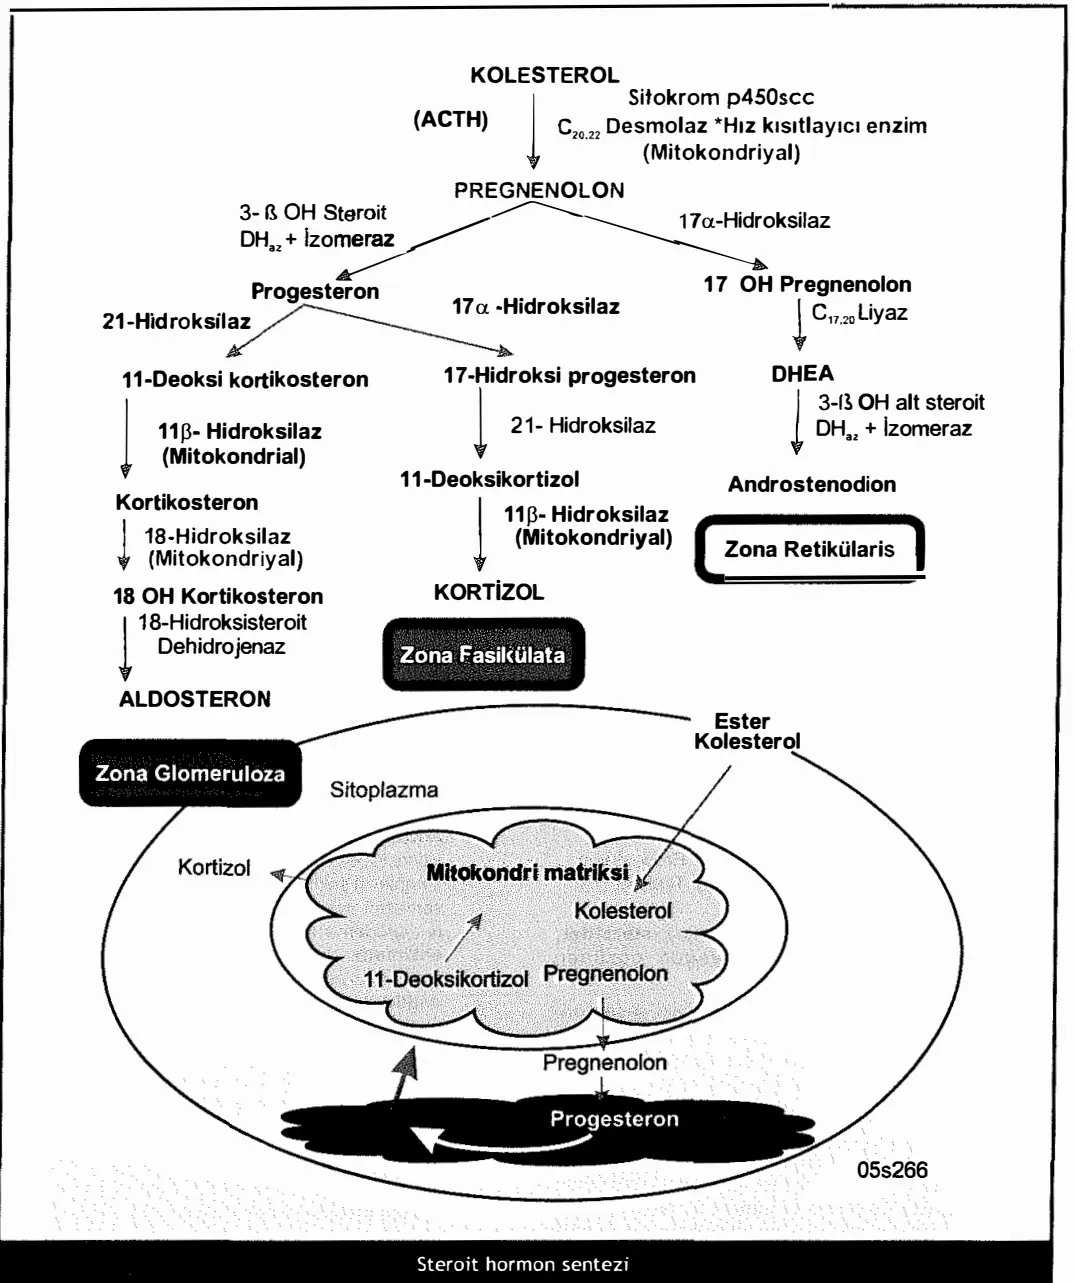 KOLESTEROL
(ACTH)
Sitokrom p450scc
C20,22 Desmolaz *Hız kısıtlayıcı enzim
(Mitokondriyal)
PREGNENOLON
3- ß OH Steroit
DHaz + İzomeraz
17α-Hidroksilaz
Progesteron
17α -Hidroksilaz
17 OH Pregnenolon
C17,20 Liyaz
21-Hidroksilaz
11-Deoksi kortikosteron
17-Hidroksi progesteron
DHEA
11β- Hidroksilaz
(Mitokondrial)
21- Hidroksilaz
3-ß OH alt steroit
DHaz + İzomeraz
Kortikosteron
11-Deoksikortizol
Androstenodion
18-Hidroksilaz
(Mitokondriyal)
11β- Hidroksilaz
(Mitokondriyal)
Zona Retikülaris
18 OH Kortikosteron
KORTİZOL
18-Hidroksisteroit
Dehidrojenaz
Zona Fasikülata
ALDOSTERON
Zona Glomeruloza
Ester
Kolesterol
Sitoplazma
Kortizol
Mitokondri matriksi
Kolesterol
11-Deoksikortizol
Pregnenolon
Pregnenolon
Progesteron
05s266
Steroit hormon sentezi